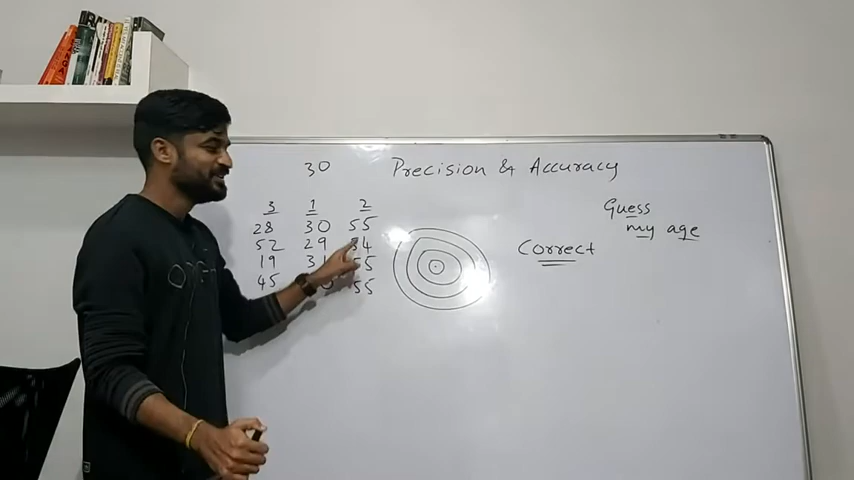 30 Precision & Accuracy
3 1 2
28 30 55
52 29 54
19 55
45 55
Correct
Guess
my age